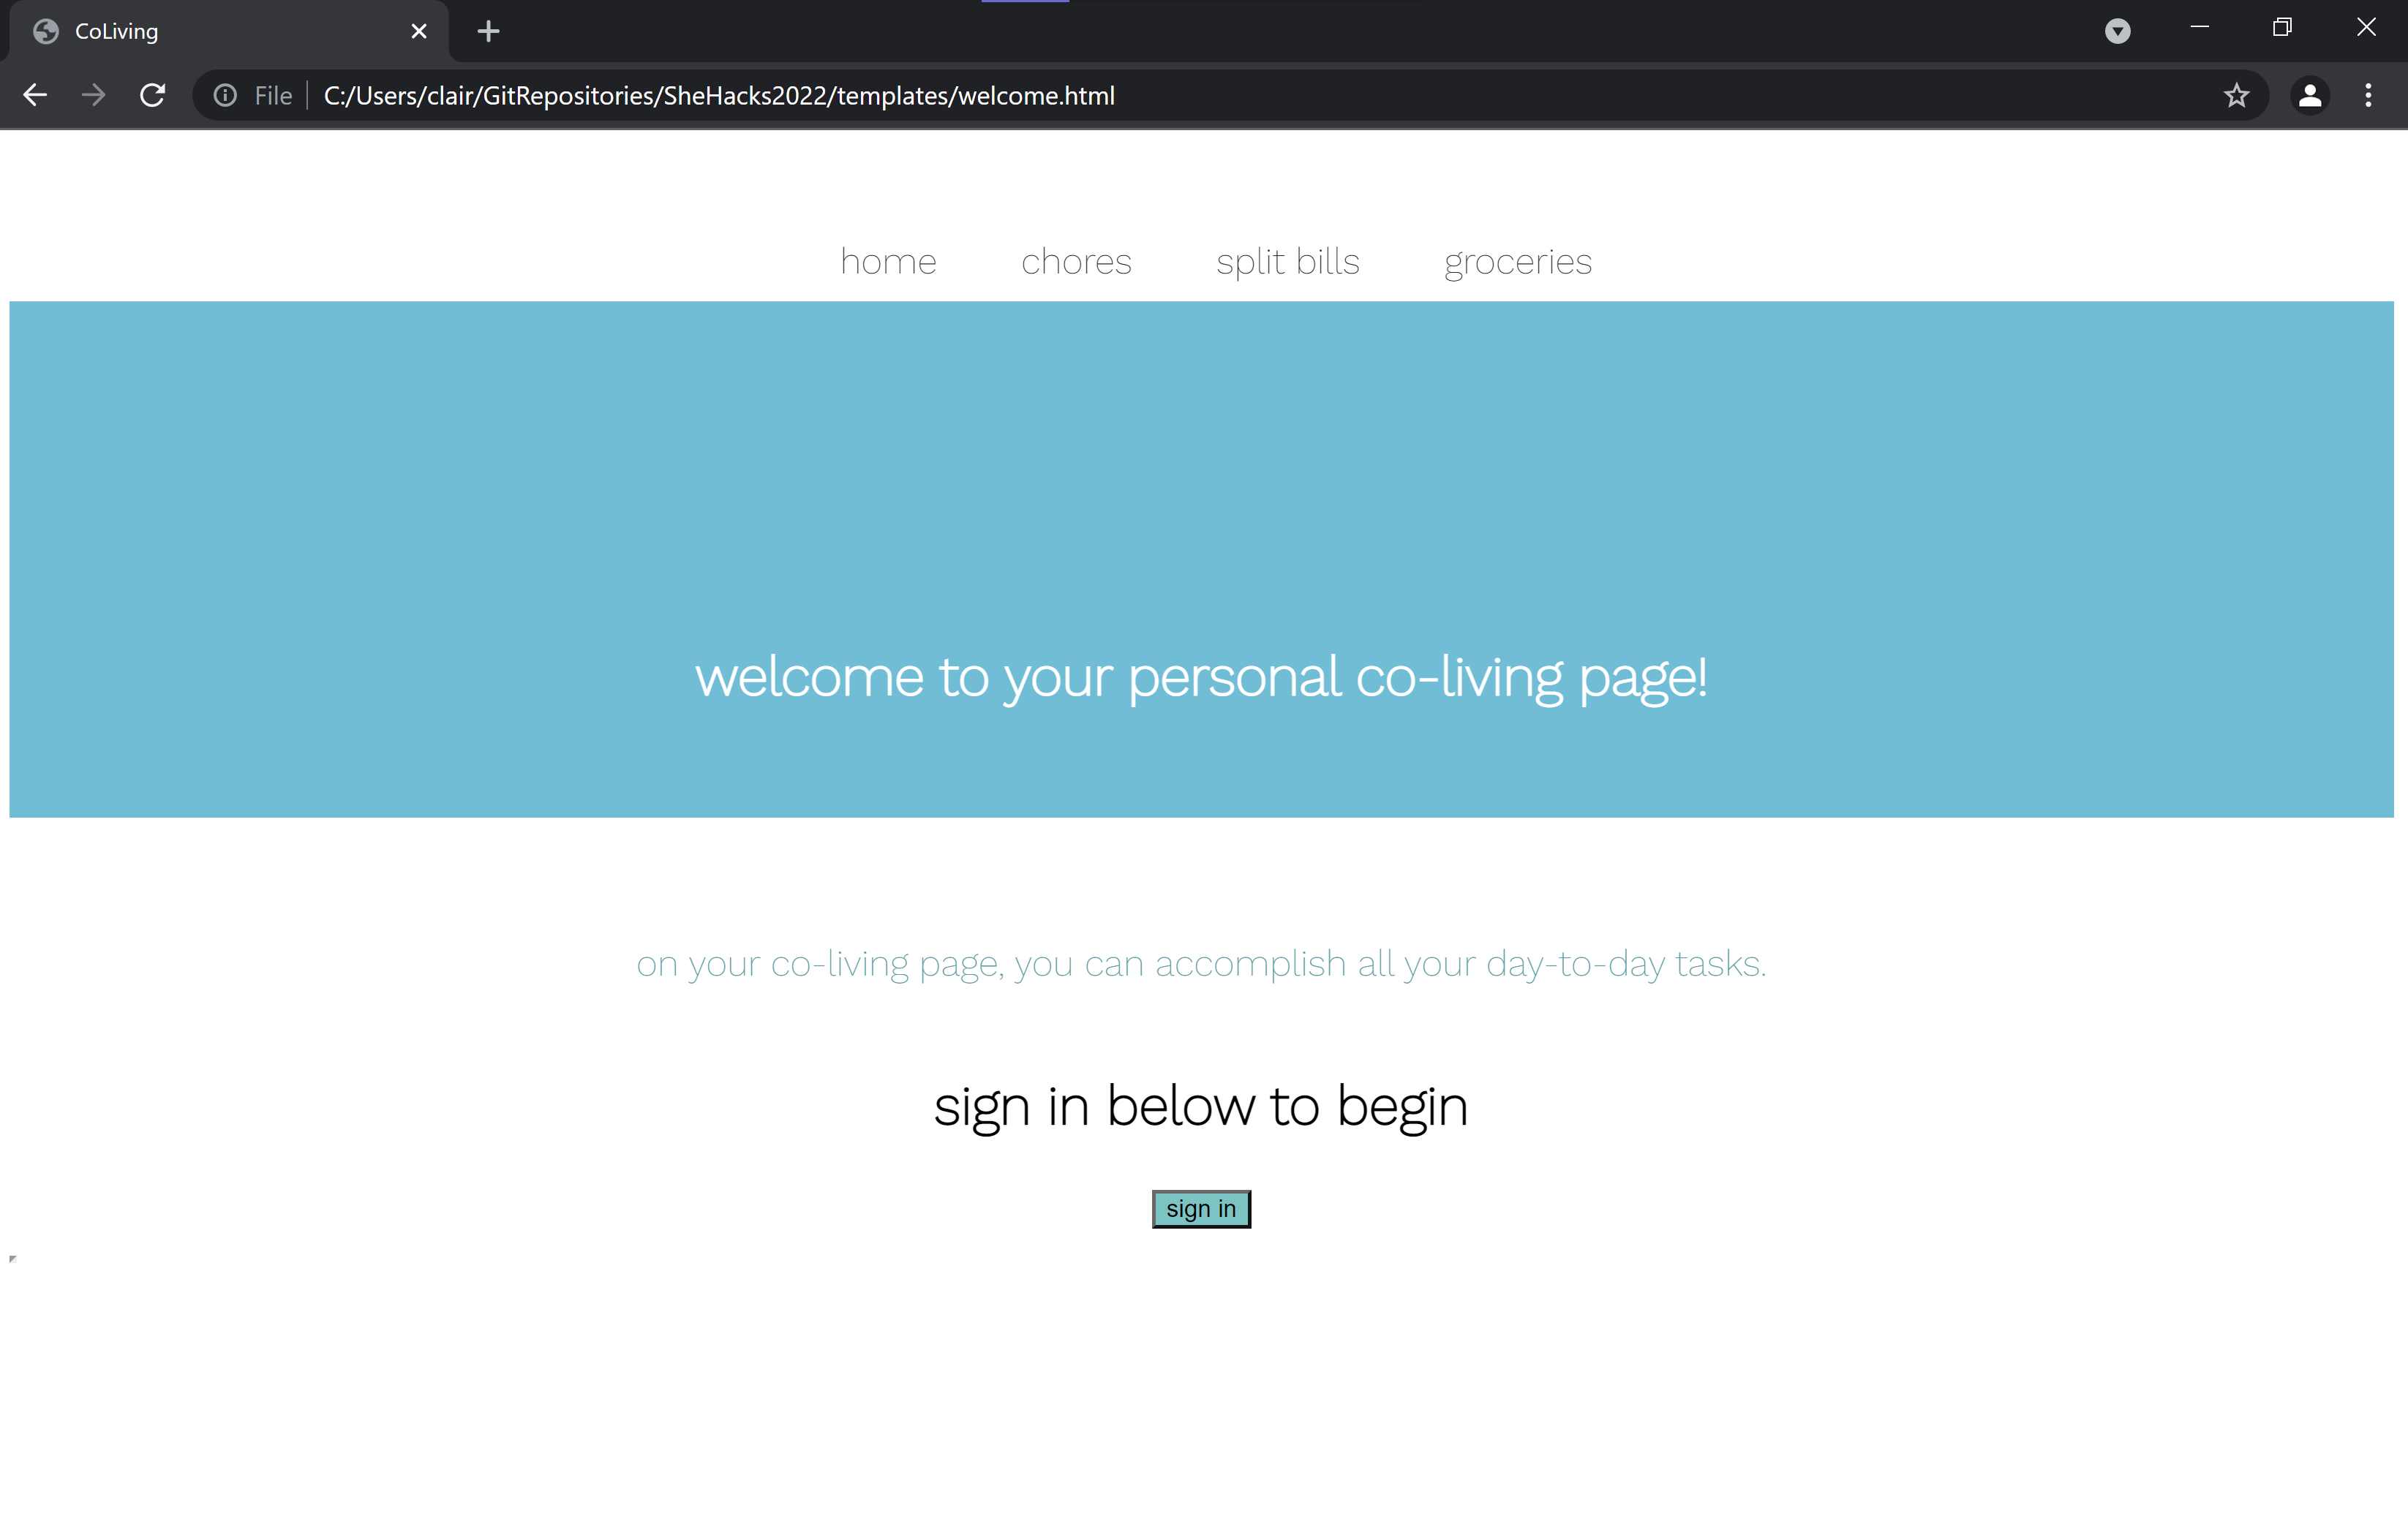 CoLiving
File C:/Users/clair/GitRepositories/SheHacks2022/templates/welcome.html
home chores split bills groceries
welcome to your personal co-living page!
on your co-living page, you can accomplish all your day-to-day tasks.
sign in below to begin
sign in